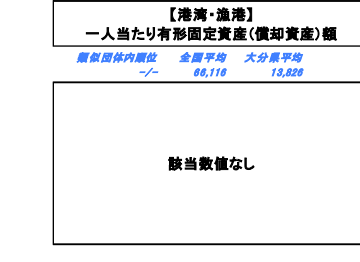 【港湾・漁港】
一人当たり有形固定資産（償却資産）額
類似団体内順位 全国平均 大分県平均
-/- 66,116 13,826
該当数値なし